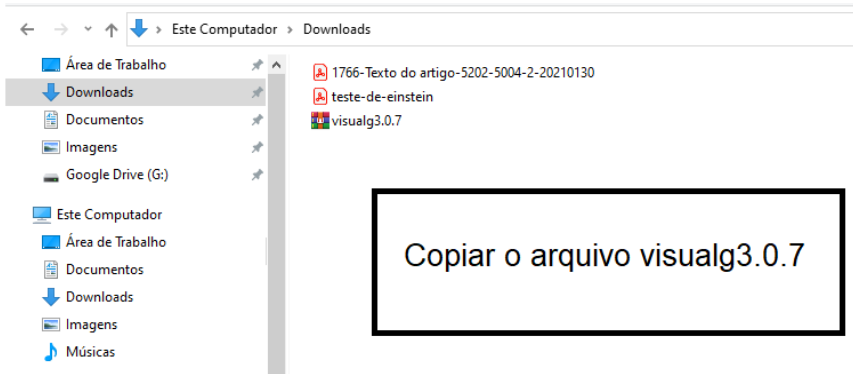 Este Computador > Downloads
Área de Trabalho
Downloads
Documentos
Imagens
Google Drive (G:)
Este Computador
Área de Trabalho
Documentos
Downloads
Imagens
Músicas
1766-Texto do artigo-5202-5004-2-20210130
teste-de-einstein
visualg3.0.7
Copiar o arquivo visualg3.0.7